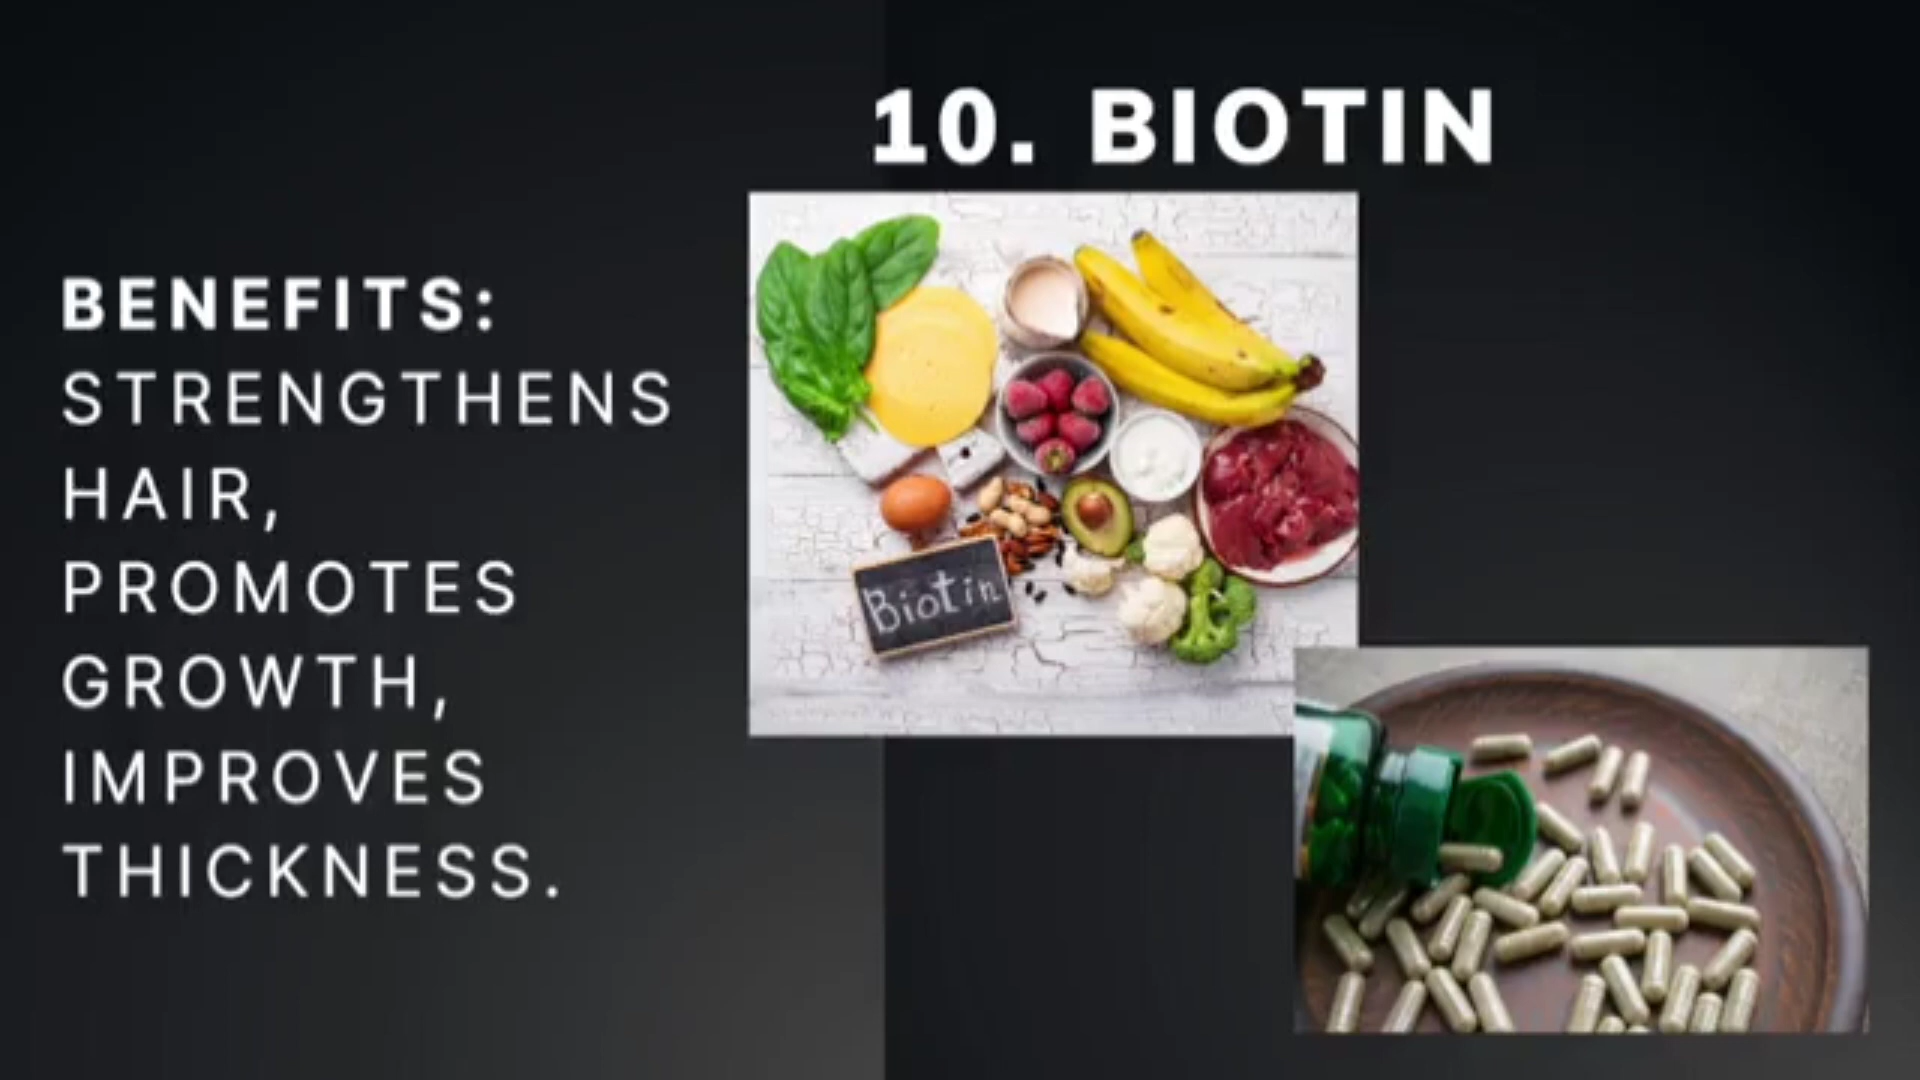 10. BIOTIN
BENEFITS:
STRENGTHENS
HAIR,
PROMOTES
GROWTH,
IMPROVES
THICKNESS.
Biotin